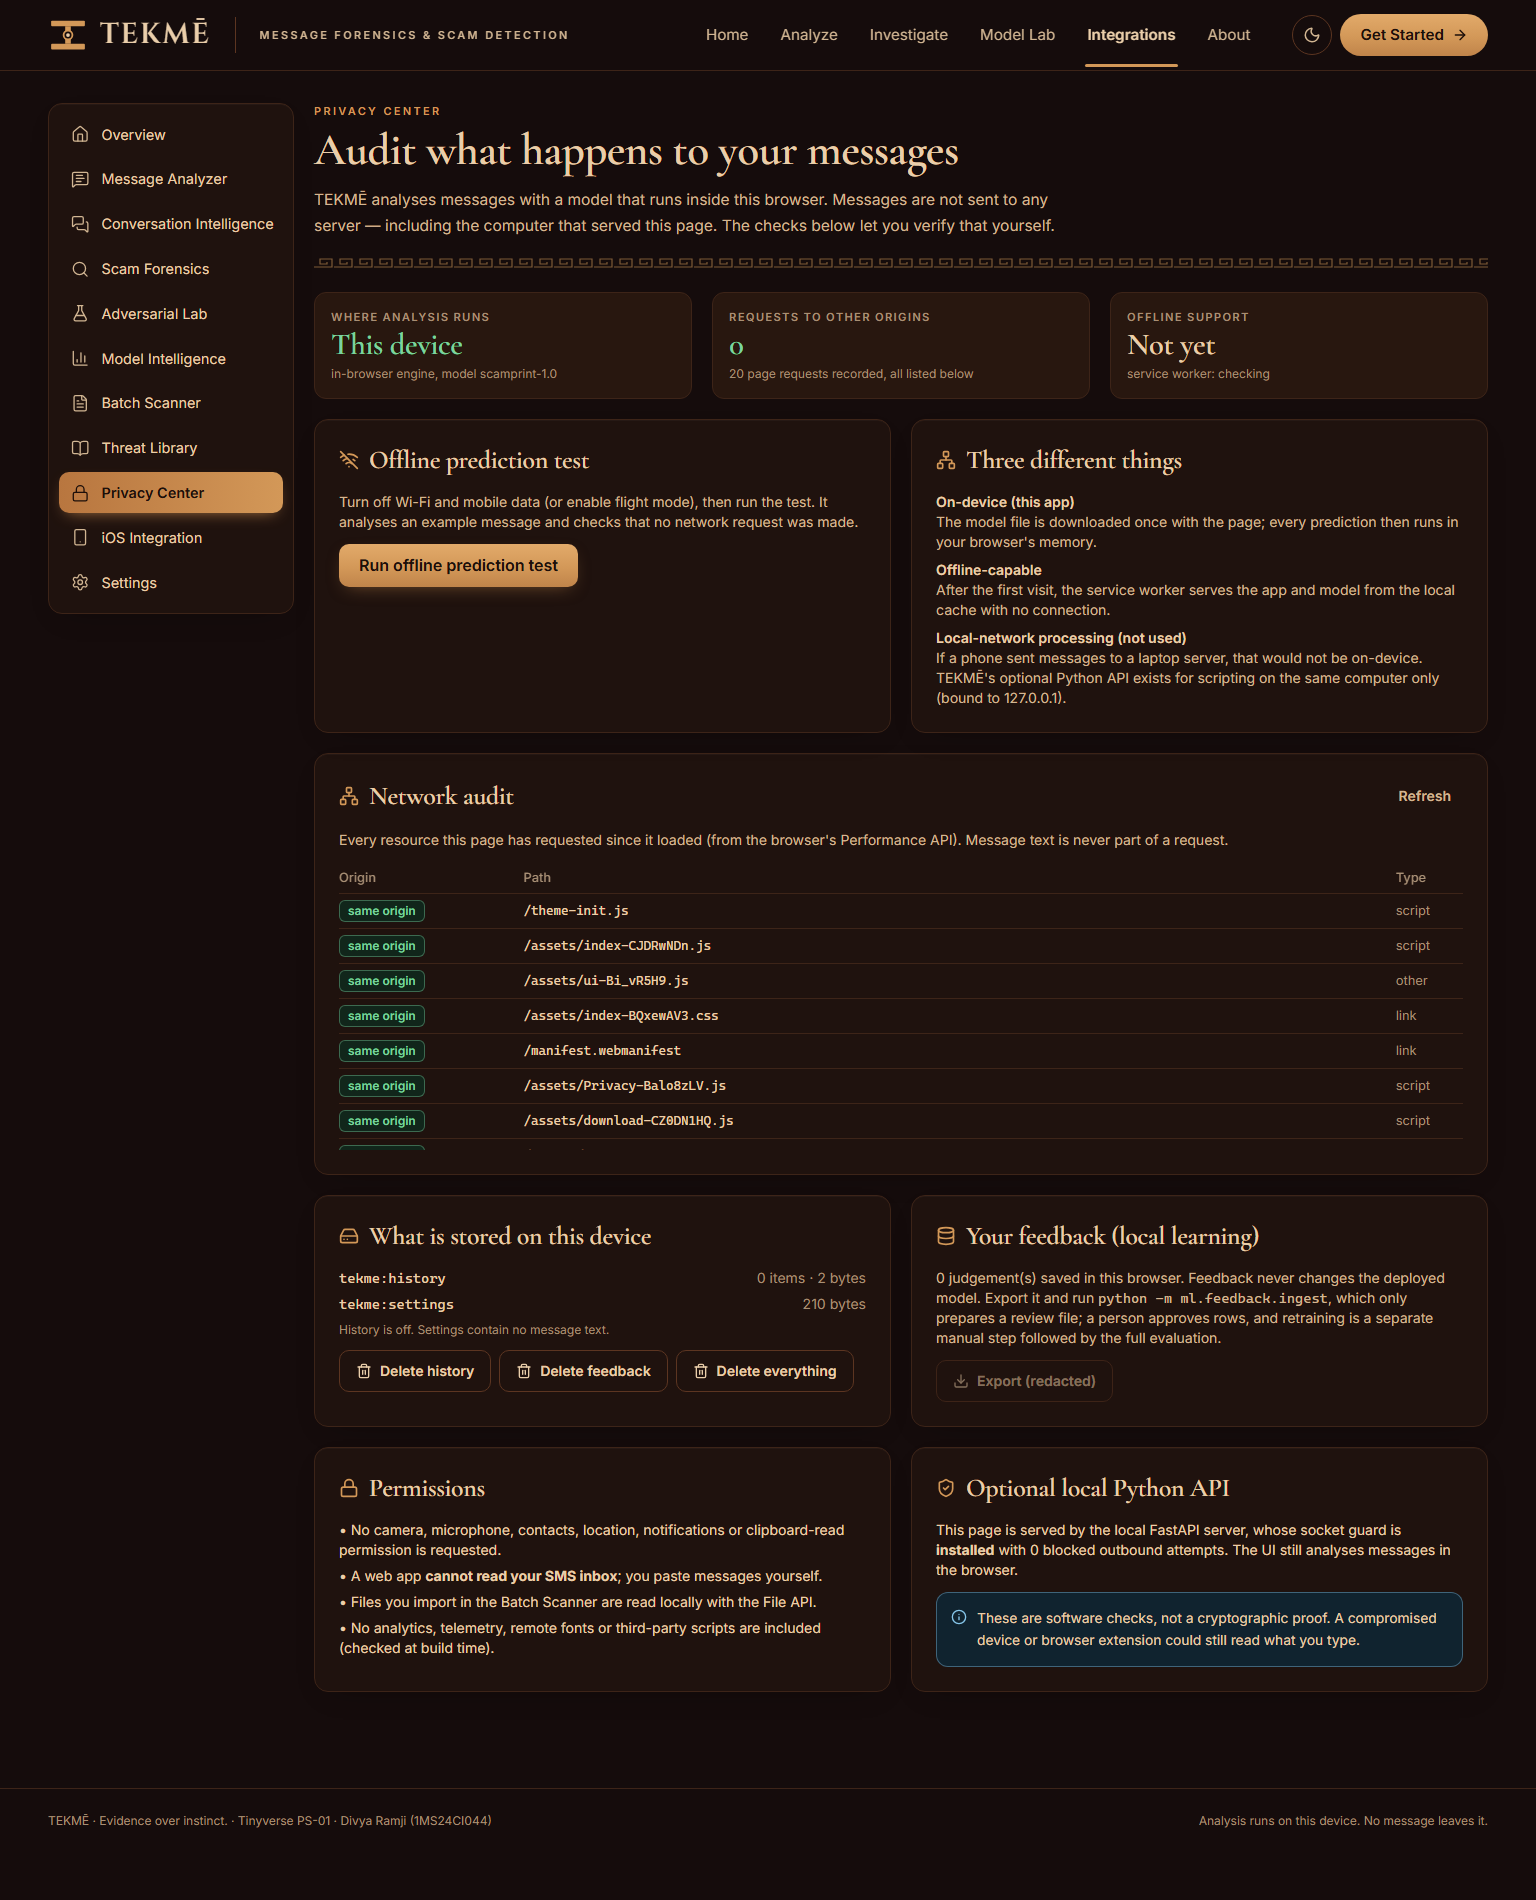 TEKMĒ
MESSAGE FORENSICS & SCAM DETECTION
Home
Analyze
Investigate
Model Lab
Integrations
About
Get Started
Overview
Message Analyzer
Conversation Intelligence
Scam Forensics
Adversarial Lab
Model Intelligence
Batch Scanner
Threat Library
Privacy Center
iOS Integration
Settings
PRIVACY CENTER
Audit what happens to your messages
TEKMĒ analyses messages with a model that runs inside this browser. Messages are not sent to any
server — including the computer that served this page. The checks below let you verify that yourself.
WHERE ANALYSIS RUNS
This device
in-browser engine, model scamprint-1.0
REQUESTS TO OTHER ORIGINS
0
20 page requests recorded, all listed below
OFFLINE SUPPORT
Not yet
service worker: checking
Offline prediction test
Turn off Wi-Fi and mobile data (or enable flight mode), then run the test. It
analyses an example message and checks that no network request was made.
Run offline prediction test
Three different things
On-device (this app)
The model file is downloaded once with the page; every prediction then runs in
your browser's memory.
Offline-capable
After the first visit, the service worker serves the app and model from the local
cache with no connection.
Local-network processing (not used)
If a phone sent messages to a laptop server, that would not be on-device.
TEKMĒ's optional Python API exists for scripting on the same computer only
(bound to 127.0.0.1).
Network audit
Refresh
Every resource this page has requested since it loaded (from the browser's Performance API). Message text is never part of a request.
Origin Path Type
same origin /theme-init.js script
same origin /assets/index-CJDRwNDn.js script
same origin /assets/ui-Bi_vR5H9.js other
same origin /assets/index-BQxewAV3.css link
same origin /manifest.webmanifest link
same origin /assets/Privacy-Balo8zLV.js script
same origin /assets/download-CZ0DN1HQ.js script
What is stored on this device
tekme:history 0 items · 2 bytes
tekme:settings 210 bytes
History is off. Settings contain no message text.
Delete history
Delete feedback
Delete everything
Your feedback (local learning)
0 judgement(s) saved in this browser. Feedback never changes the deployed
model. Export it and run python -m ml.feedback.ingest, which only
prepares a review file; a person approves rows, and retraining is a separate
manual step followed by the full evaluation.
Export (redacted)
Permissions
• No camera, microphone, contacts, location, notifications or clipboard-read
permission is requested.
• A web app cannot read your SMS inbox; you paste messages yourself.
• Files you import in the Batch Scanner are read locally with the File API.
• No analytics, telemetry, remote fonts or third-party scripts are included
(checked at build time).
Optional local Python API
This page is served by the local FastAPI server, whose socket guard is
installed with 0 blocked outbound attempts. The UI still analyses messages in
the browser.
These are software checks, not a cryptographic proof. A compromised
device or browser extension could still read what you type.
TEKMĒ · Evidence over instinct. · Tinyverse PS-01 · Divya Ramji (1MS24CI044)
Analysis runs on this device. No message leaves it.